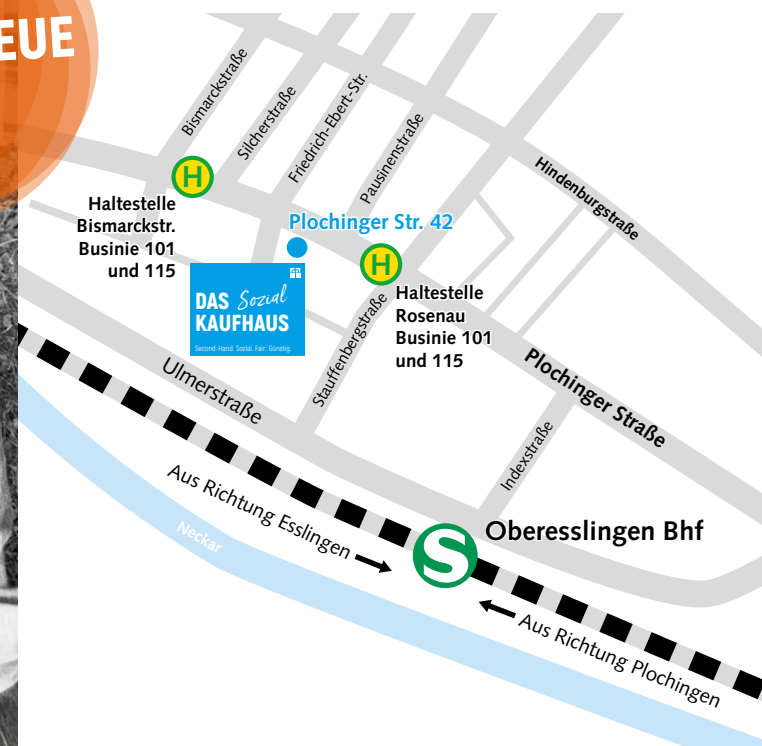 EUE
Bismarckstraße
Silcherstraße
Friedrich-Ebert-Str.
Pausinenstraße
Hindenburgstraße
H
Haltestelle
Bismarckstr.
Businie 101
und 115
Plochinger Str. 42
DAS Sozial
KAUFHAUS
Second-Hand. Sozial. Fair. Günstig.
H
Haltestelle
Rosenau
Businie 101
und 115
Stauffenbergstraße
Plochinger Straße
Ulmerstraße
Indexstraße
Aus Richtung Esslingen
S
Oberesslingen Bhf
Neckar
Aus Richtung Plochingen